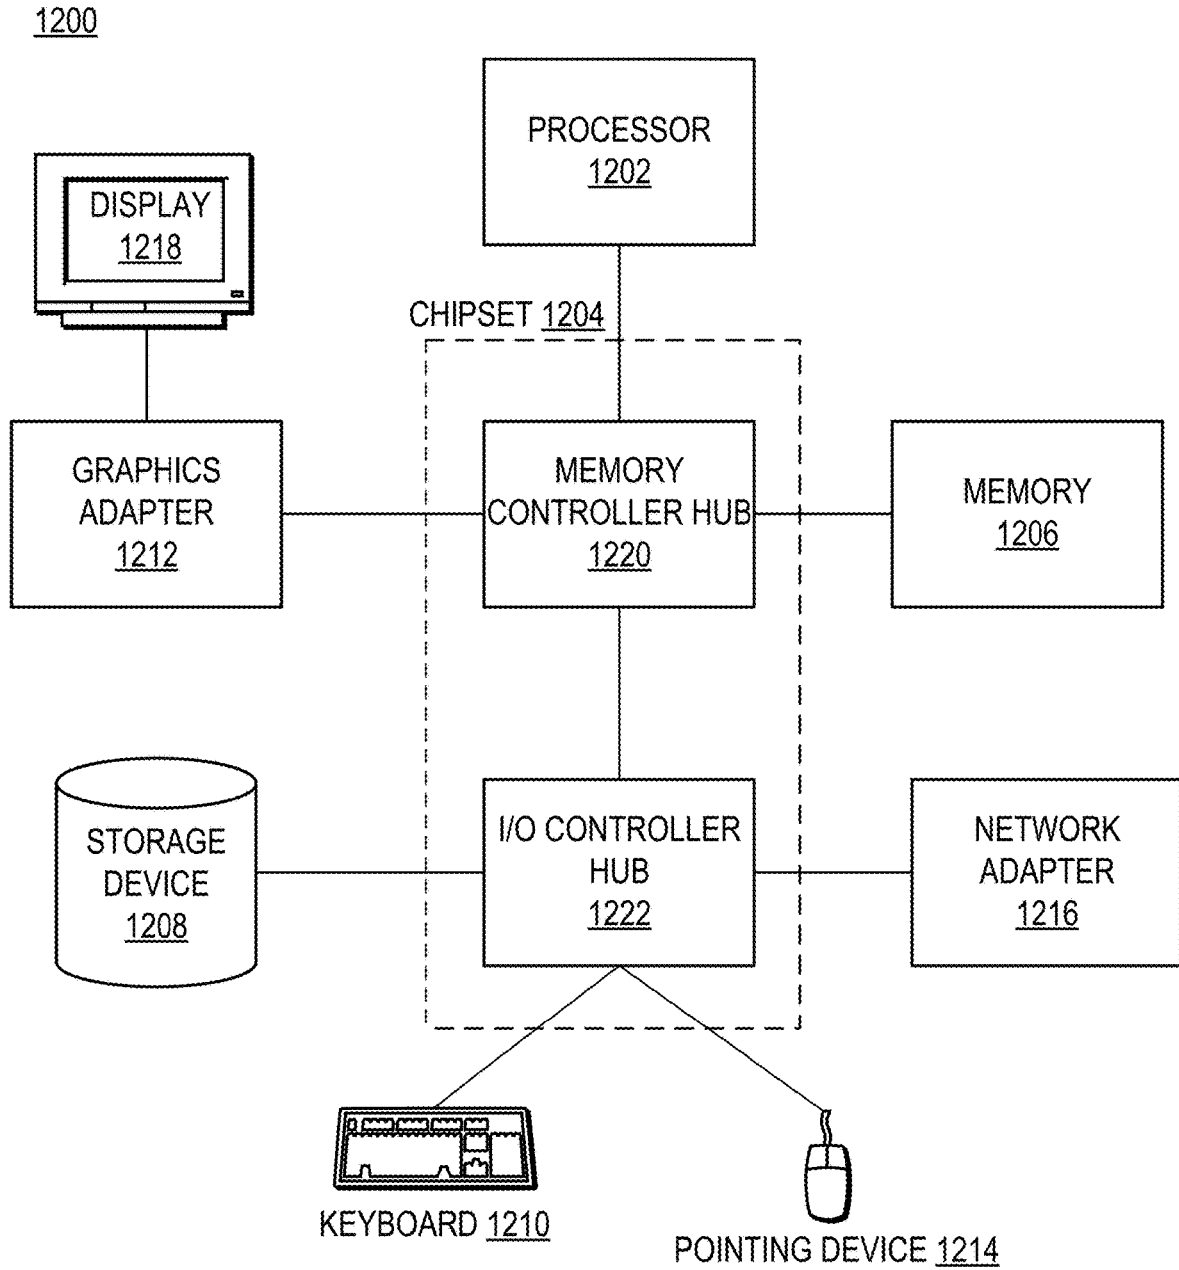 1200
PROCESSOR
1202
DISPLAY
1218
CHIPSET 1204
GRAPHICS
ADAPTER
1212
MEMORY
CONTROLLER HUB
1220
MEMORY
1206
STORAGE
DEVICE
1208
I/O CONTROLLER
HUB
1222
NETWORK
ADAPTER
1216
KEYBOARD 1210
POINTING DEVICE 1214